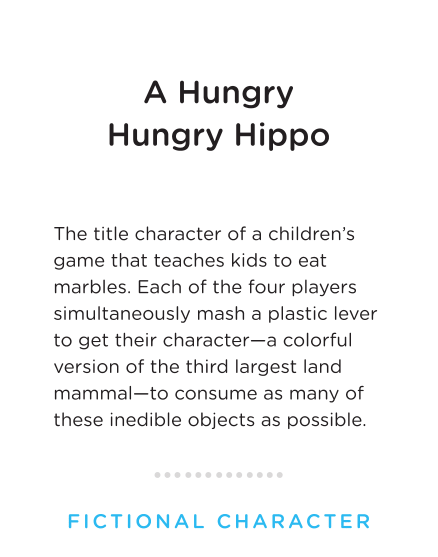 A Hungry
Hungry Hippo
The title character of a children’s
game that teaches kids to eat
marbles. Each of the four players
simultaneously mash a plastic lever
to get their character—a colorful
version of the third largest land
mammal—to consume as many of
these inedible objects as possible.
FICTIONAL CHARACTER